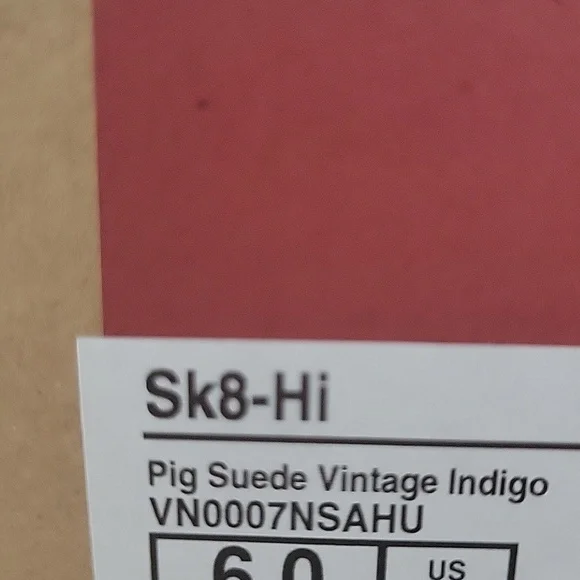 Sk8-Hi
Pig Suede Vintage Indigo
VN0007NSAHU
6.0 US